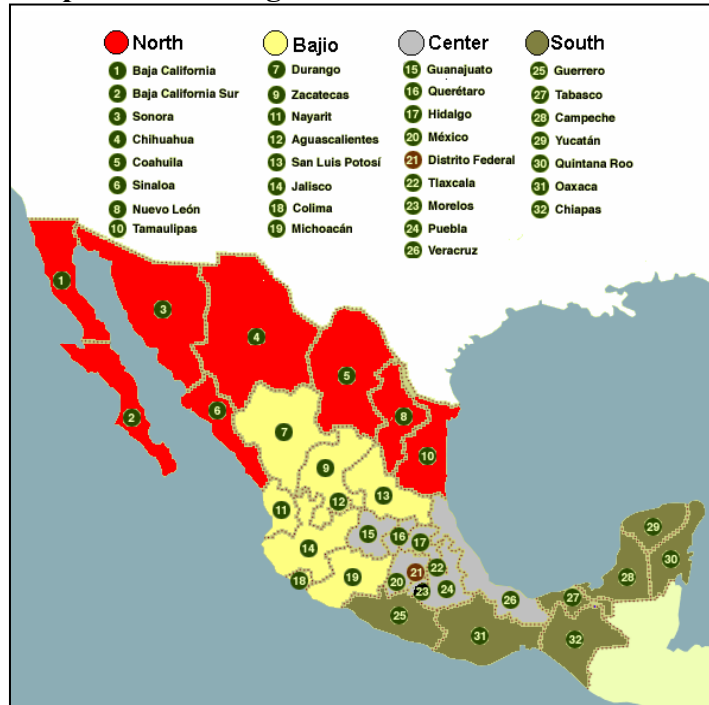 North
1 Baja California
2 Baja California Sur
3 Sonora
4 Chihuahua
5 Coahuila
6 Sinaloa
8 Nuevo León
10 Tamaulipas
Bajio
7 Durango
9 Zacatecas
11 Nayarit
12 Aguascalientes
13 San Luis Potosí
14 Jalisco
18 Colima
19 Michoacán
Center
15 Guanajuato
16 Querétaro
17 Hidalgo
20 México
21 Distrito Federal
22 Tlaxcala
23 Morelos
24 Puebla
26 Veracruz
South
25 Guerrero
27 Tabasco
28 Campeche
29 Yucatán
30 Quintana Roo
31 Oaxaca
32 Chiapas
1
3
4
5
6
2
8
7
10
9
13
12
11
15
16
17
14
22
21
19
18
20
23
24
26
25
31
29
30
28
27
32